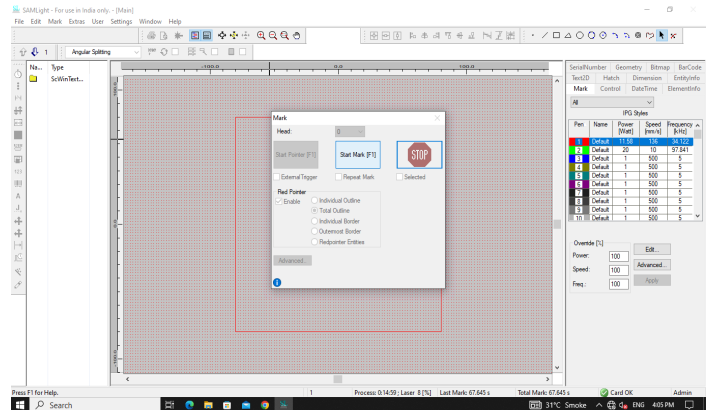 SAMLight - For use in India only. - [Main]
File Edit Mark Extras User Settings Window Help
1 Angular Splitting
Na... Type
ScWinText...
-100.0 0.0 100.0
Mark
Head: 0
Start Pointer [F1] Start Mark [F1] STOP
External Trigger Repeat Mark Selected
Red Pointer
Enable Individual Outline
Total Outline
Individual Border
Outermost Border
Redpointer Entities
Advanced...
SerialNumber Geometry Bitmap BarCode
Text2D Hatch Dimension EntityInfo
Mark Control DateTime ElementInfo
All
IPG Styles
Pen Name Power [Watt] Speed [mm/s] Frequency [kHz]
1 Default 11.58 136 34.122
2 Default 20 10 97.841
3 Default 1 500 5
4 Default 1 500 5
5 Default 1 500 5
6 Default 1 500 5
7 Default 1 500 5
8 Default 1 500 5
9 Default 1 500 5
10 Default 1 500 5
Override [%]
Edit...
Power: 100
Advanced...
Speed: 100
Apply
Freq.: 100
Press F1 for Help. 1 Process: 0:14:59 ; Laser 8 [%] Last Mark: 67.645 s Total Mark: 67.645 s Card OK Admin
Search 31°C Smoke ENG 4:05 PM